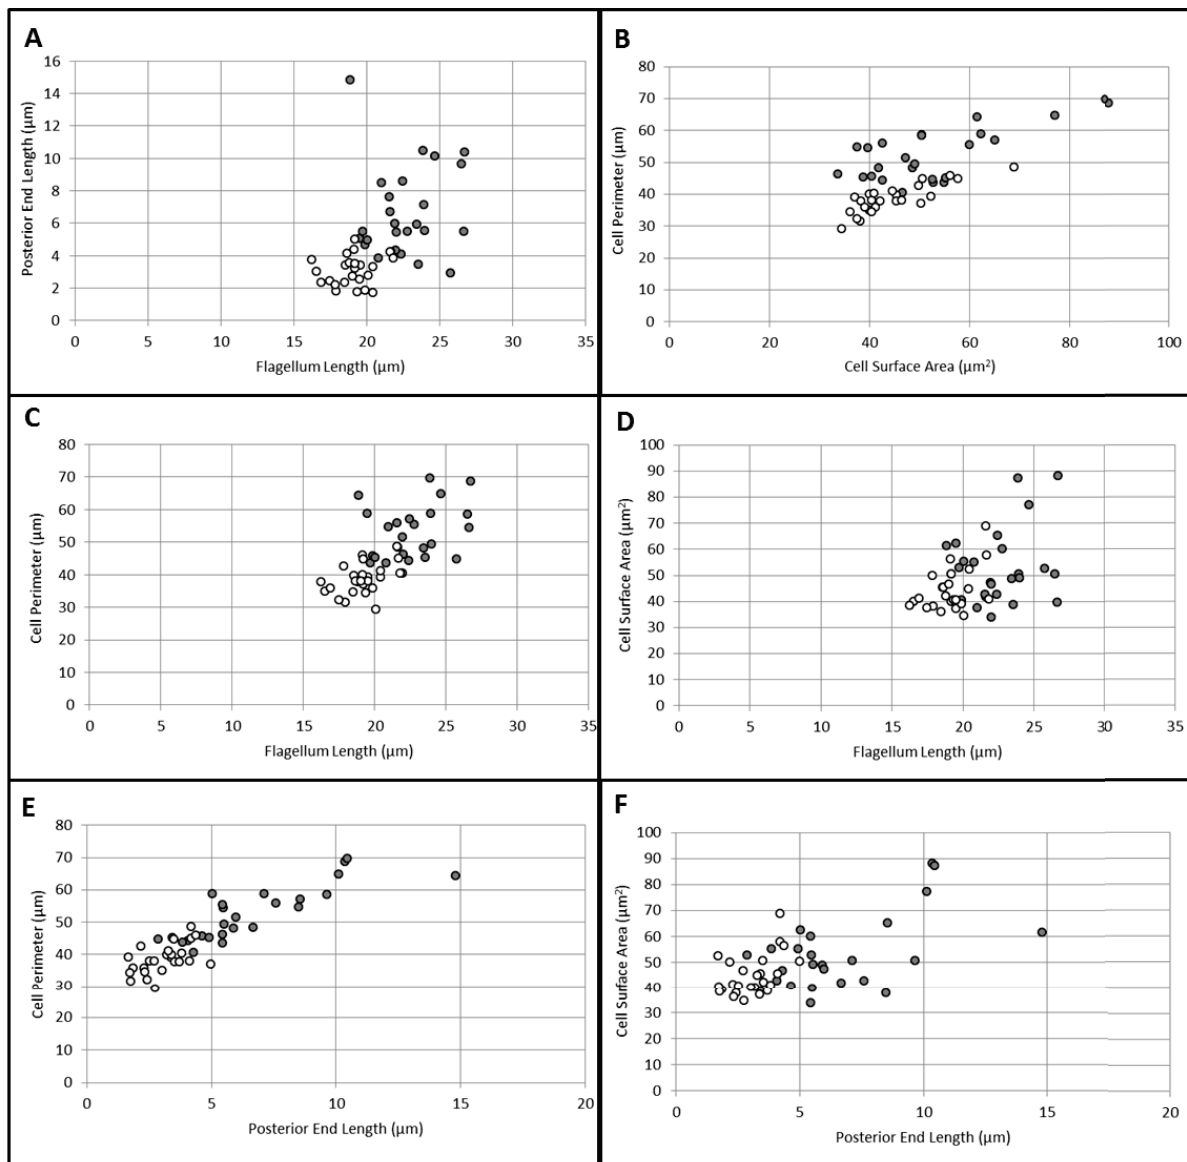 A
16
14
12
10
8
6
4
2
0
0 5 10 15 20 25 30 35
Posterior End Length (µm)
Flagellum Length (µm)
B
80
70
60
50
40
30
20
10
0
0 20 40 60 80 100
Cell Perimeter (µm)
Cell Surface Area (µm²)
C
80
70
60
50
40
30
20
10
0
0 5 10 15 20 25 30 35
Cell Perimeter (µm)
Flagellum Length (µm)
D
100
90
80
70
60
50
40
30
20
10
0
0 5 10 15 20 25 30 35
Cell Surface Area (µm²)
Flagellum Length (µm)
E
80
70
60
50
40
30
20
10
0
0 5 10 15 20
Cell Perimeter (µm)
Posterior End Length (µm)
F
100
90
80
70
60
50
40
30
20
10
0
0 5 10 15 20
Cell Surface Area (µm²)
Posterior End Length (µm)